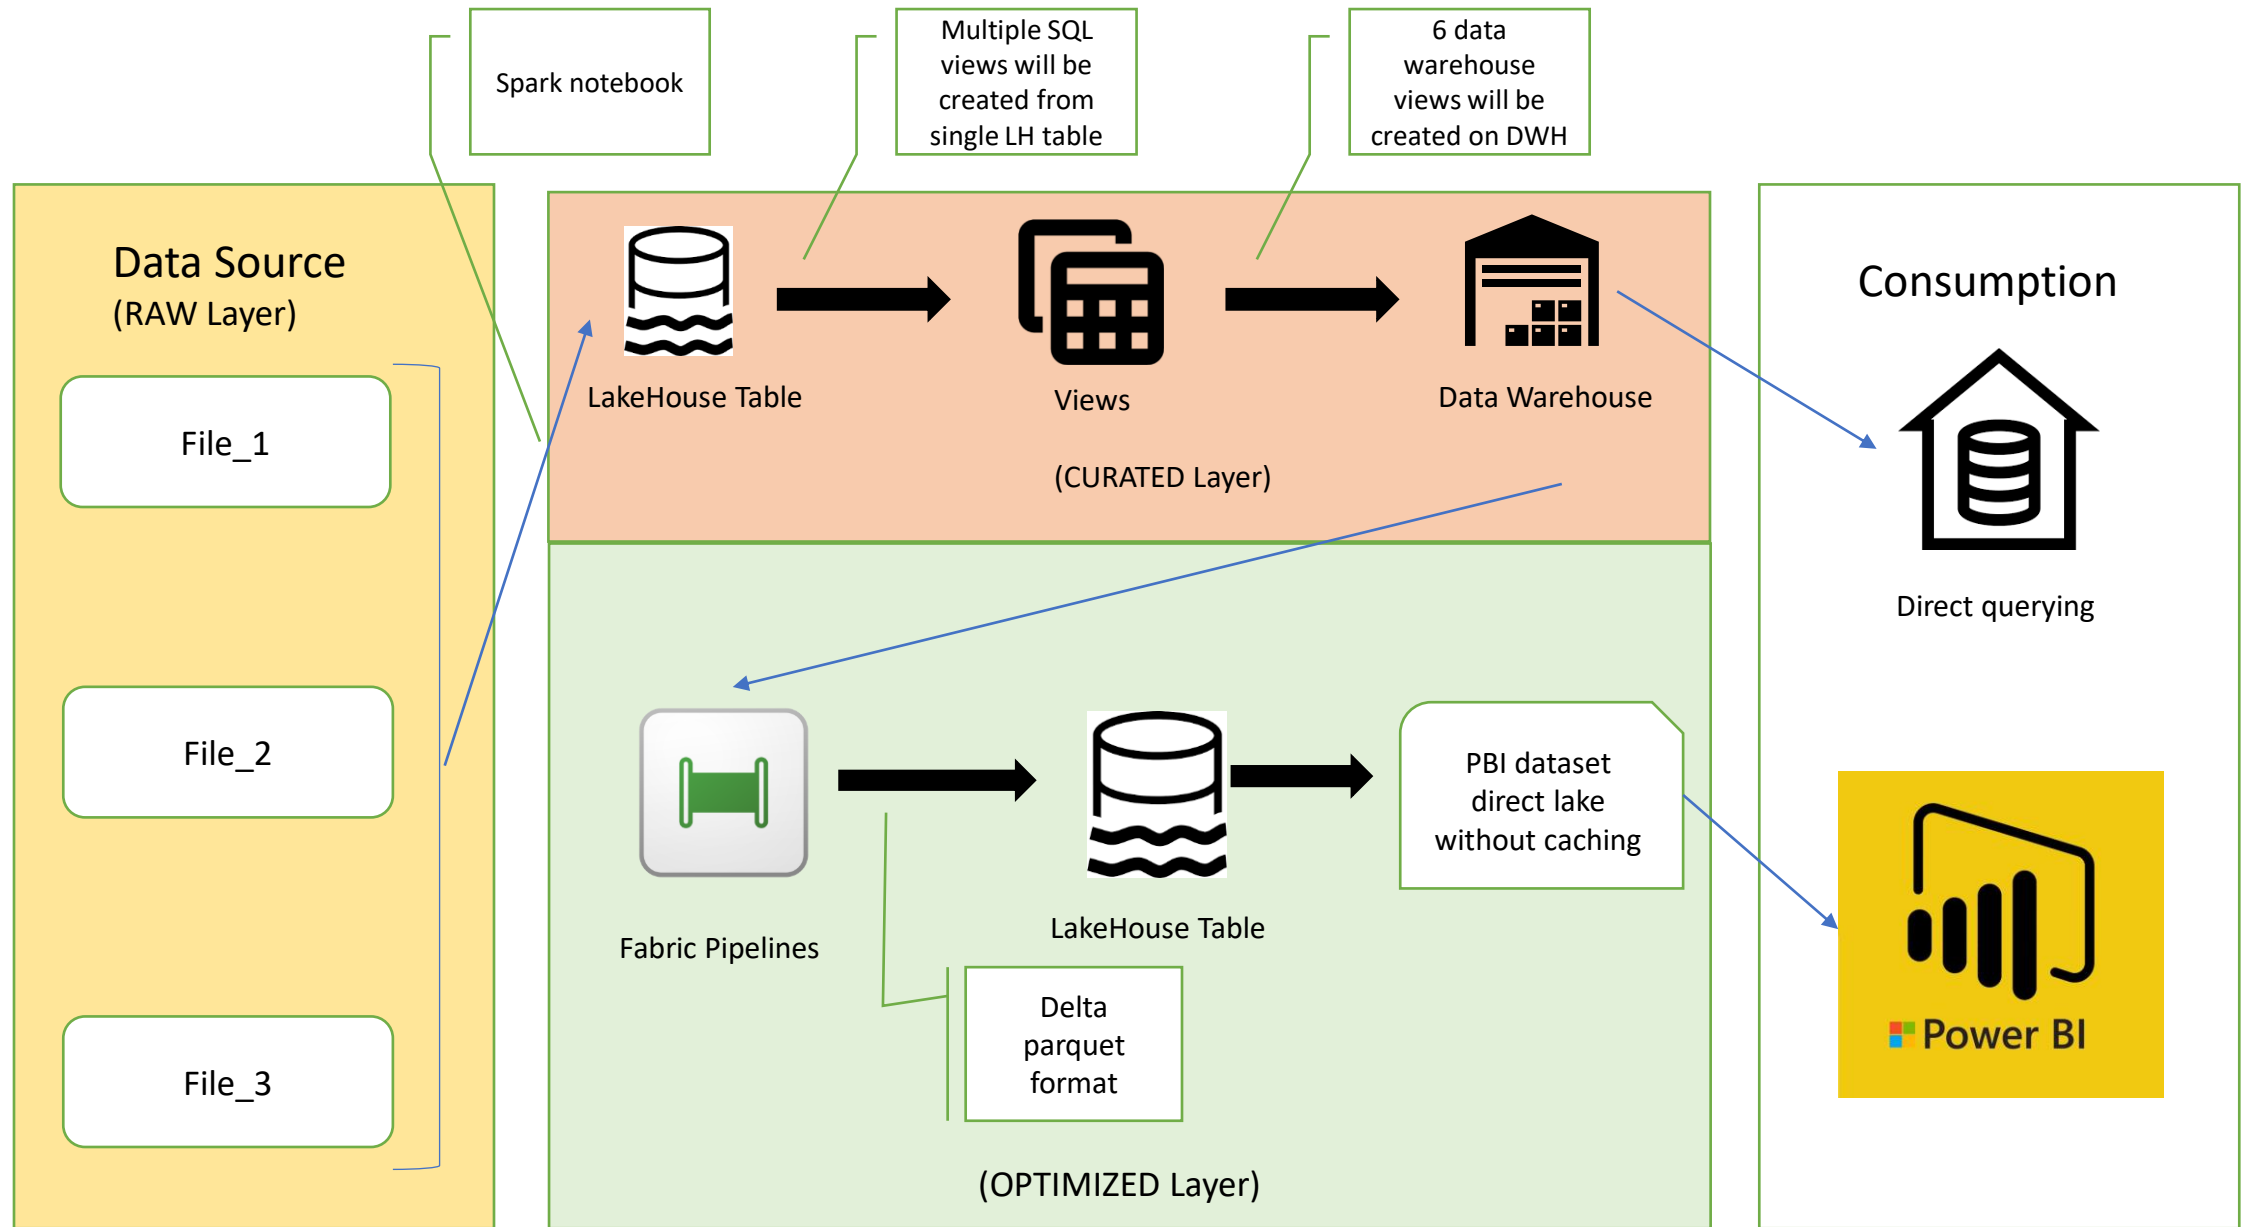 Spark notebook
Multiple SQL
views will be
created from
single LH table
6 data
warehouse
views will be
created on DWH
Data Source
(RAW Layer)
File_1
File_2
File_3
LakeHouse Table
Views
Data Warehouse
(CURATED Layer)
Fabric Pipelines
LakeHouse Table
PBI dataset
direct lake
without caching
Delta
parquet
format
(OPTIMIZED Layer)
Consumption
Direct querying
Power BI